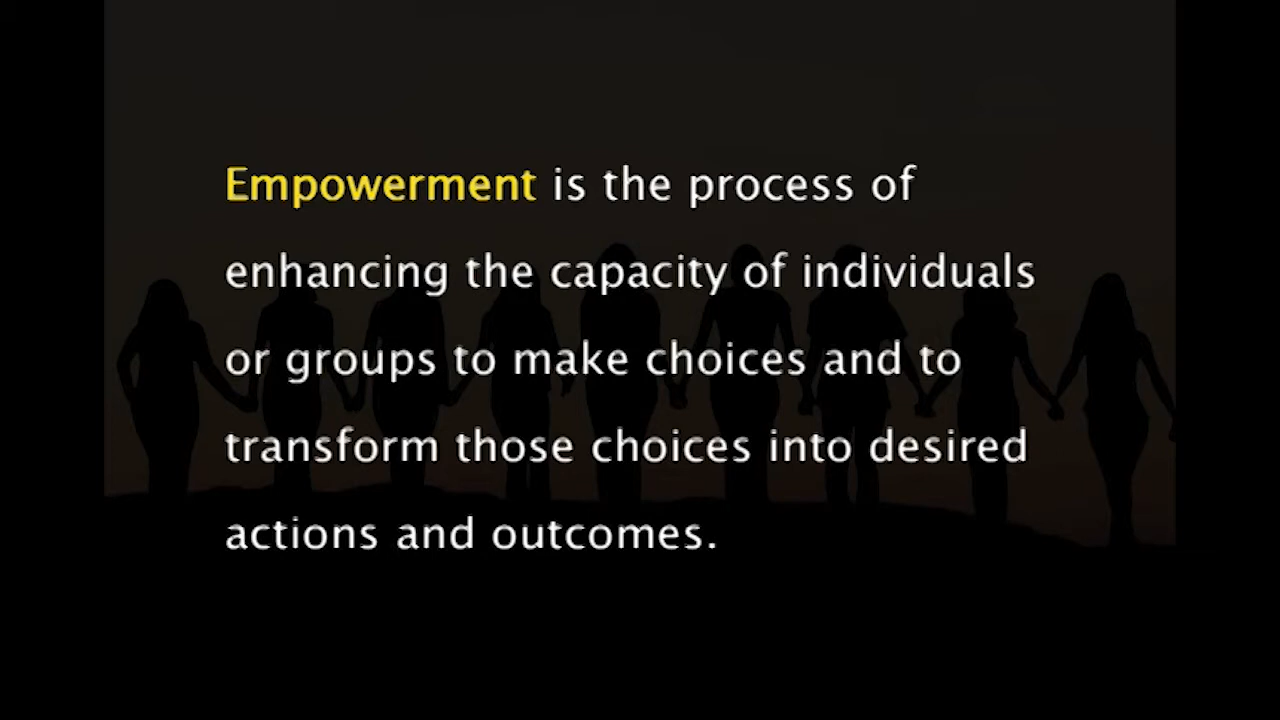 Empowerment is the process of
enhancing the capacity of individuals
or groups to make choices and to
transform those choices into desired
actions and outcomes.